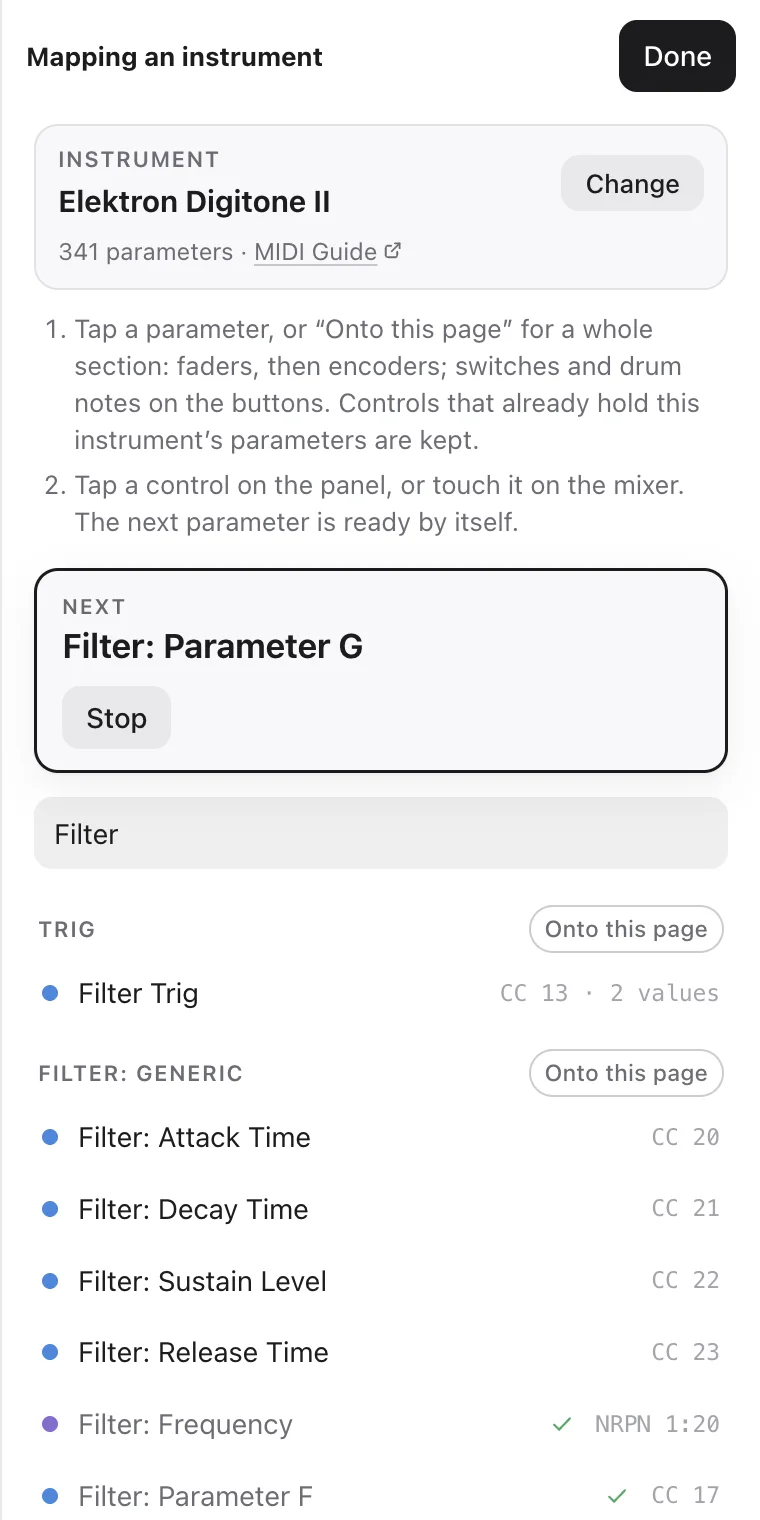 Mapping an instrument
Done
INSTRUMENT
Elektron Digitone II
Change
341 parameters · MIDI Guide
1. Tap a parameter, or “Onto this page” for a whole
section: faders, then encoders; switches and drum
notes on the buttons. Controls that already hold this
instrument’s parameters are kept.
2. Tap a control on the panel, or touch it on the mixer.
The next parameter is ready by itself.
NEXT
Filter: Parameter G
Stop
Filter
TRIG
Onto this page
Filter Trig
CC 13 · 2 values
FILTER: GENERIC
Onto this page
Filter: Attack Time
CC 20
Filter: Decay Time
CC 21
Filter: Sustain Level
CC 22
Filter: Release Time
CC 23
Filter: Frequency
✓ NRPN 1:20
Filter: Parameter F
✓ CC 17